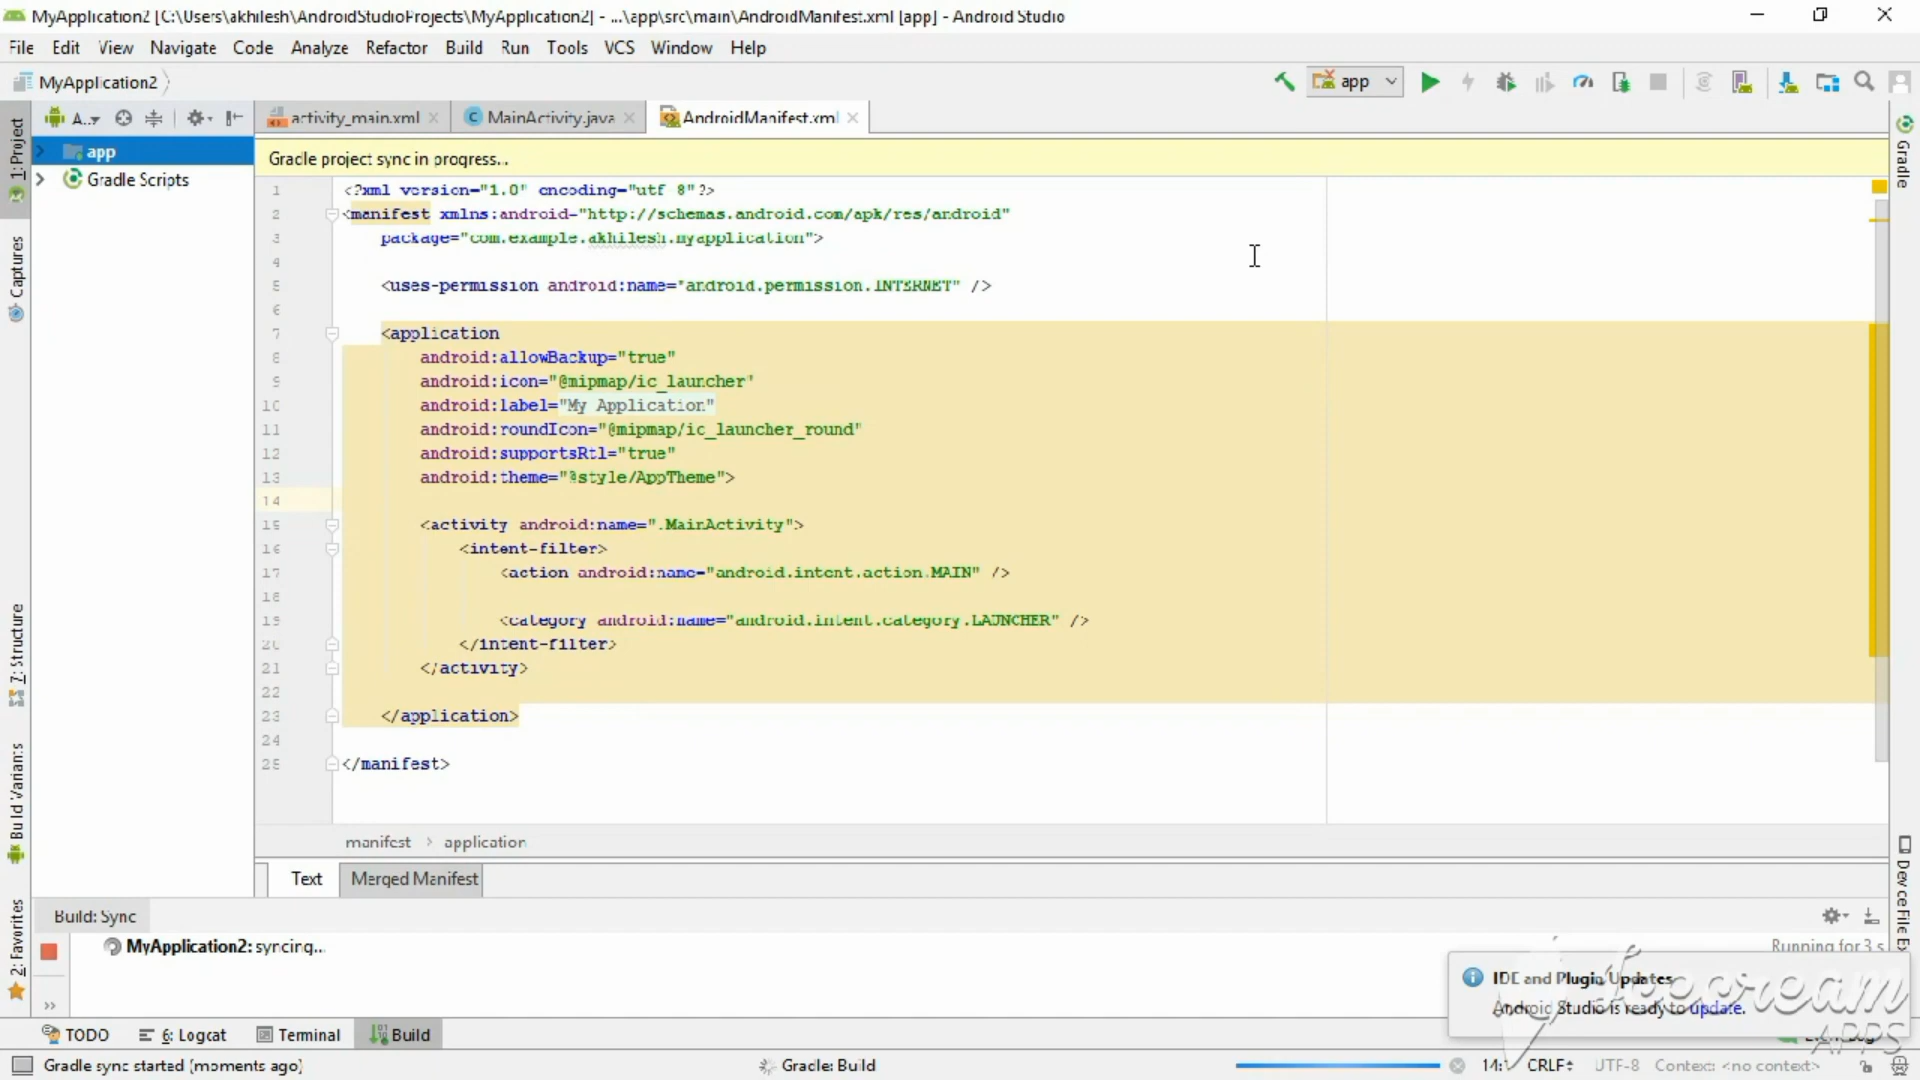 MyApplication2 [C:\Users\akhilesh\AndroidStudioProjects\MyApplication2] - ...\app\src\main\AndroidManifest.xml [app] - Android Studio
File Edit View Navigate Code Analyze Refactor Build Run Tools VCS Window Help
MyApplication2
app
A..
activity_main.xml
MainActivity.java
AndroidManifest.xml
1: Project
Captures
7: Structure
Build Variants
2: Favorites
app
Gradle Scripts
Gradle project sync in progress...
Gradle
1 <?xml version="1.0" encoding="utf-8"?>
2 <manifest xmlns:android="http://schemas.android.com/apk/res/android"
3 package="com.example.akhilesh.myapplication">
4
5 <uses-permission android:name="android.permission.INTERNET" />
6
7 <application
8 android:allowBackup="true"
9 android:icon="@mipmap/ic_launcher"
10 android:label="My Application"
11 android:roundIcon="@mipmap/ic_launcher_round"
12 android:supportsRtl="true"
13 android:theme="@style/AppTheme">
14
15 <activity android:name=".MainActivity">
16 <intent-filter>
17 <action android:name="android.intent.action.MAIN" />
18
19 <category android:name="android.intent.category.LAUNCHER" />
20 </intent-filter>
21 </activity>
22
23 </application>
24
25 </manifest>
manifest > application
Text Merged Manifest
Device File Ex
Build: Sync
MyApplication2: syncing...
Running for 3 s
IDE and Plugin Updates
Android Studio is ready to update.
APPS
TODO 6: Logcat Terminal Build
Gradle sync started (moments ago)
Gradle: Build
CRLF UTF-8 Context: <no context>